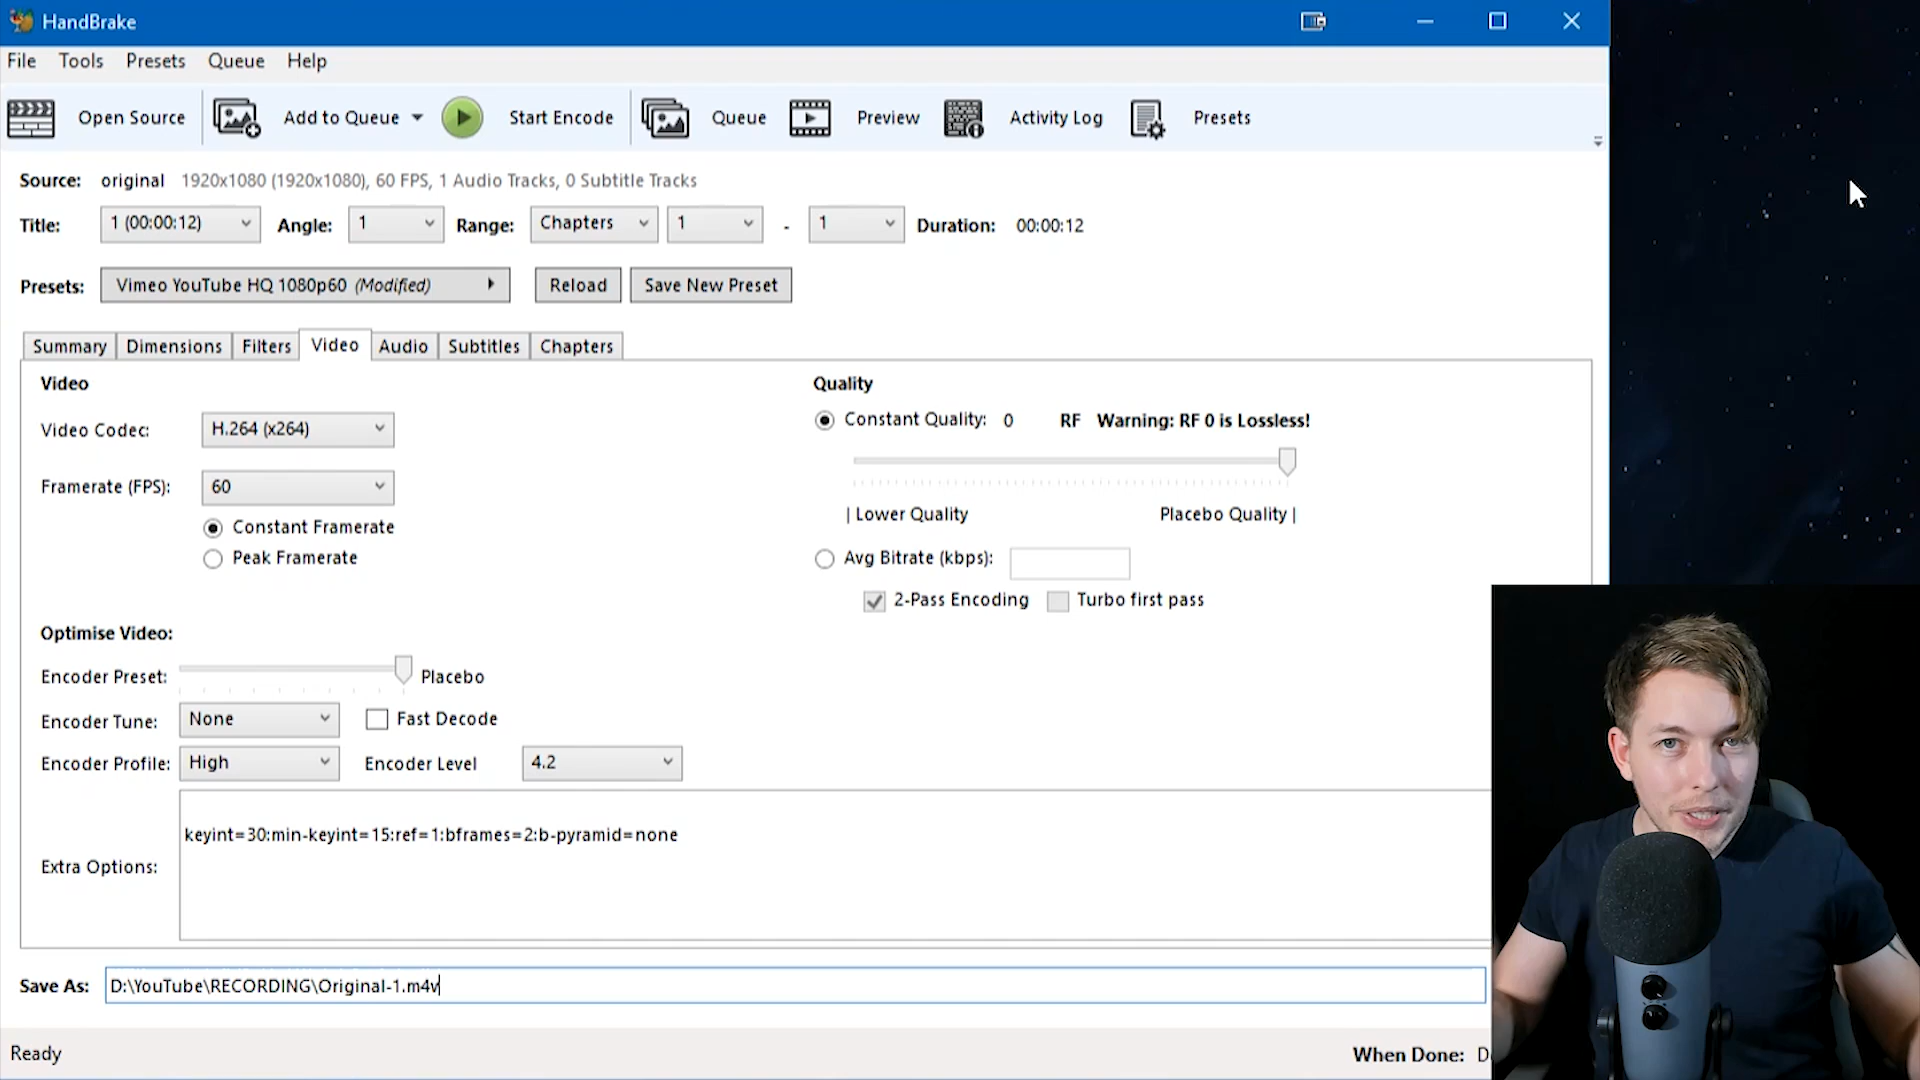 HandBrake
File Tools Presets Queue Help
Open Source Add to Queue Start Encode Queue Preview Activity Log Presets
Source: original 1920x1080 (1920x1080), 60 FPS, 1 Audio Tracks, 0 Subtitle Tracks
Title: 1 (00:00:12) Angle: 1 Range: Chapters 1 - 1 Duration: 00:00:12
Presets: Vimeo YouTube HQ 1080p60 (Modified) Reload Save New Preset
Summary Dimensions Filters Video Audio Subtitles Chapters
Video
Video Codec: H.264 (x264)
Framerate (FPS): 60
Constant Framerate
Peak Framerate
Quality
Constant Quality: 0 RF Warning: RF 0 is Lossless!
| Lower Quality Placebo Quality |
Avg Bitrate (kbps):
2-Pass Encoding Turbo first pass
Optimise Video:
Encoder Preset: Placebo
Encoder Tune: None Fast Decode
Encoder Profile: High Encoder Level 4.2
Extra Options: keyint=30:min-keyint=15:ref=1:bframes=2:b-pyramid=none
Save As: D:\YouTube\RECORDING\Original-1.m4v
Ready When Done: